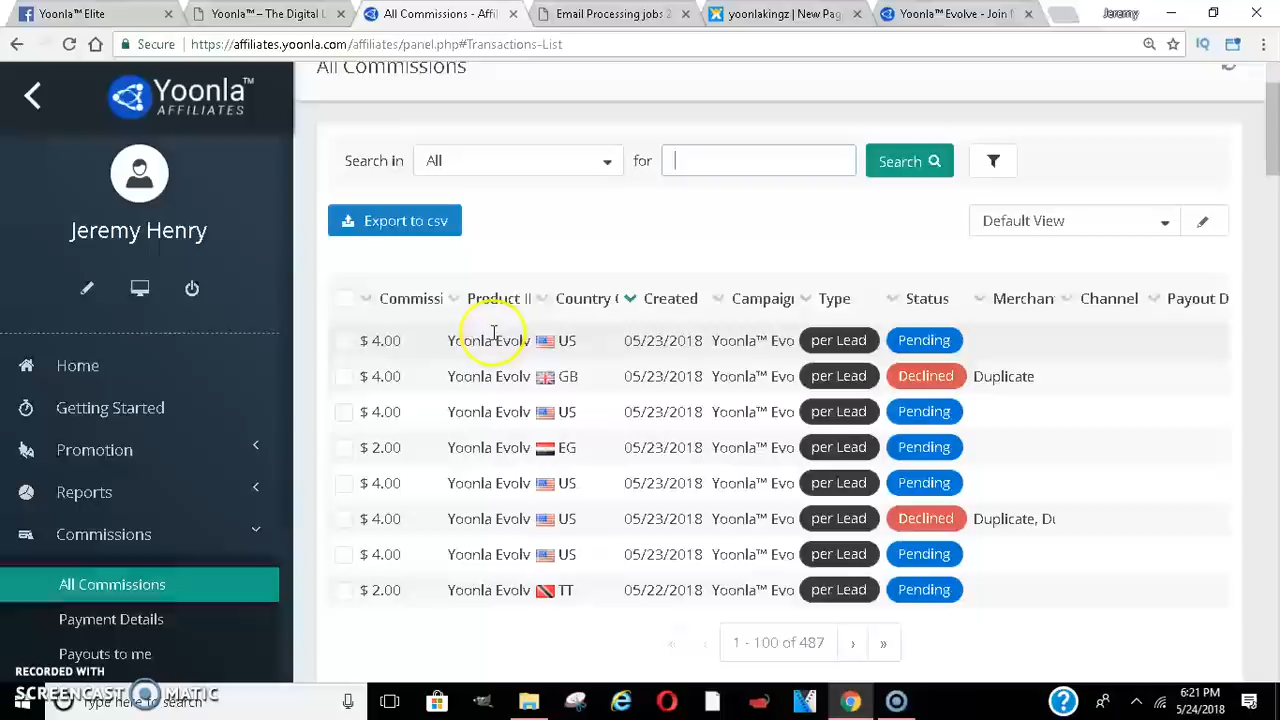 Yoonla™ Elite
Yoonla™ – The Digital L
All Commissions - Affil
Email Processing jobs 2
yoonlakingz | New Pag
Yoonla™ Evolve - Join f
Jeremy
Secure
https://affiliates.yoonla.com/affiliates/panel.php#Transactions-List
Yoonla™
AFFILIATES
Jeremy Henry
Home
Getting Started
Promotion
Reports
Commissions
All Commissions
Payment Details
Payouts to me
All Commissions
Search in All for Search
Export to csv
Default View
Commissi Product I Country Created Campaig Type Status Merchan Channel Payout D
$ 4.00 Yoonla Evolv US 05/23/2018 Yoonla™ Evo per Lead Pending
$ 4.00 Yoonla Evolv GB 05/23/2018 Yoonla™ Evo per Lead Declined Duplicate
$ 4.00 Yoonla Evolv US 05/23/2018 Yoonla™ Evo per Lead Pending
$ 2.00 Yoonla Evolv EG 05/23/2018 Yoonla™ Evo per Lead Pending
$ 4.00 Yoonla Evolv US 05/23/2018 Yoonla™ Evo per Lead Pending
$ 4.00 Yoonla Evolv US 05/23/2018 Yoonla™ Evo per Lead Declined Duplicate, Du
$ 4.00 Yoonla Evolv US 05/23/2018 Yoonla™ Evo per Lead Pending
$ 2.00 Yoonla Evolv TT 05/22/2018 Yoonla™ Evo per Lead Pending
1 - 100 of 487
RECORDED WITH
SCREENCAST MATIC
Type here to search
6:21 PM
5/24/2018